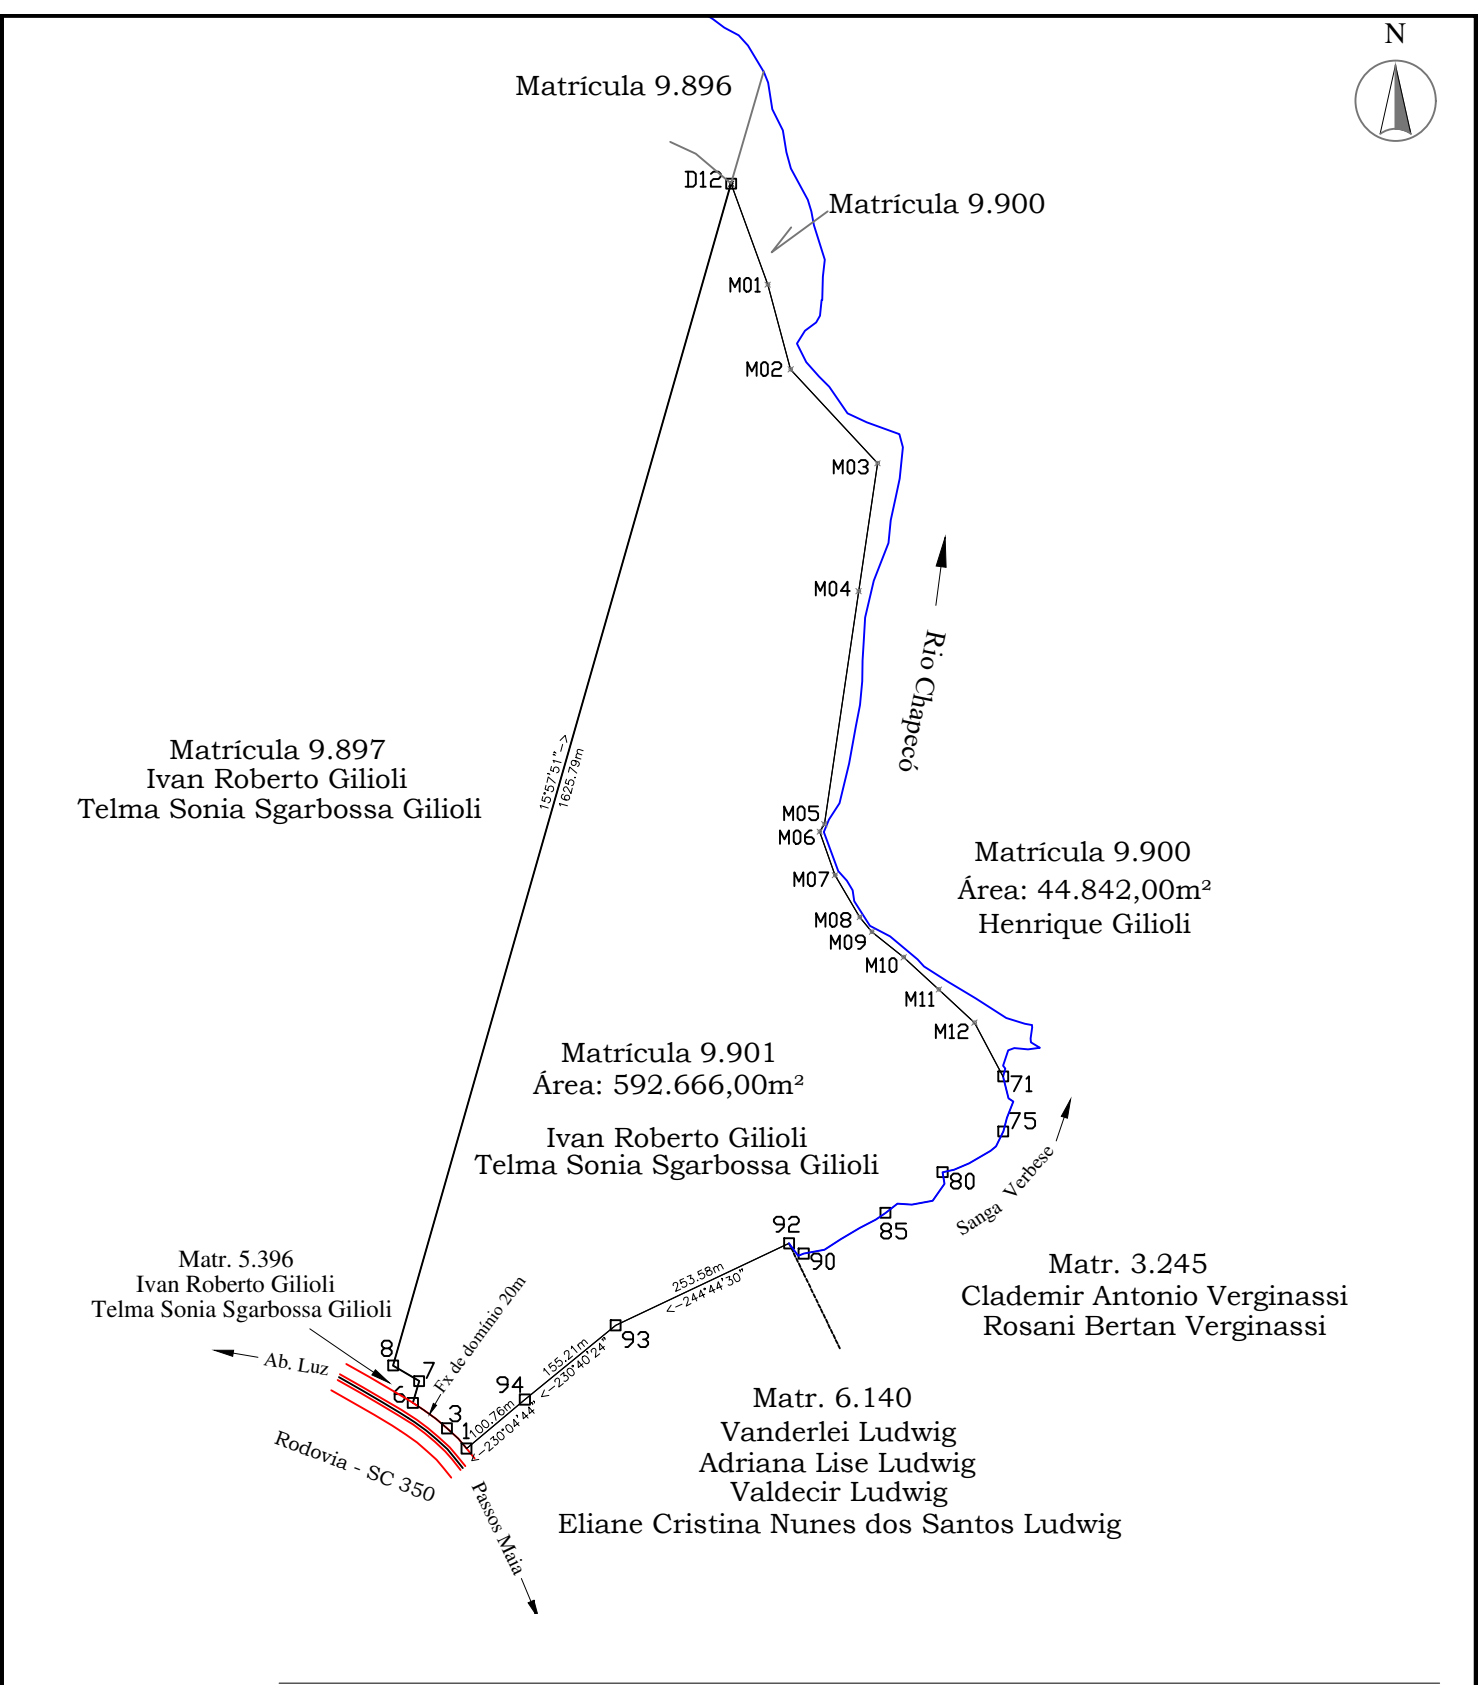 N
Matrícula 9.896
D12
Matrícula 9.900
M01
M02
M03
M04
Rio Chapecó
15°57'51"-->
1625.79m
Matrícula 9.897
Ivan Roberto Gilioli
Telma Sonia Sgarbossa Gilioli
M05
M06
M07
M08
M09
M10
M11
M12
Matrícula 9.900
Área: 44.842,00m²
Henrique Gilioli
Matrícula 9.901
Área: 592.666,00m²
Ivan Roberto Gilioli
Telma Sonia Sgarbossa Gilioli
71
75
80
85
90
92
Sanga Verbese
253.58m
<-244°44'30"
93
155.21m
<-230°40'24"
94
100.76m
<-230°04'44"
Matr. 5.396
Ivan Roberto Gilioli
Telma Sonia Sgarbossa Gilioli
Fx de domínio 20m
8
7
6
3
1
Ab. Luz
Rodovia - SC 350
Passos Maia
Matr. 3.245
Clademir Antonio Verginassi
Rosani Bertan Verginassi
Matr. 6.140
Vanderlei Ludwig
Adriana Lise Ludwig
Valdecir Ludwig
Eliane Cristina Nunes dos Santos Ludwig